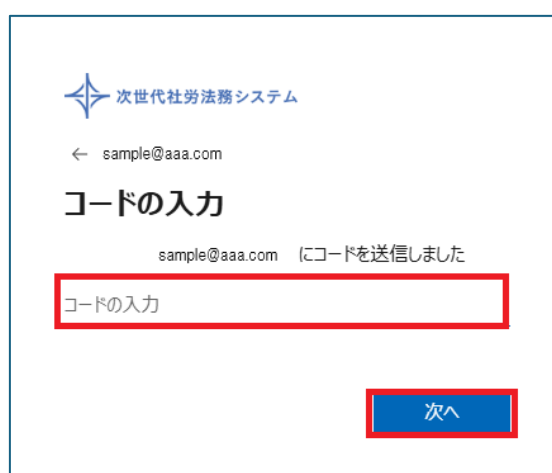 次世代社労法務システム
← sample@aaa.com
コードの入力
sample@aaa.com にコードを送信しました
コードの入力
次へ